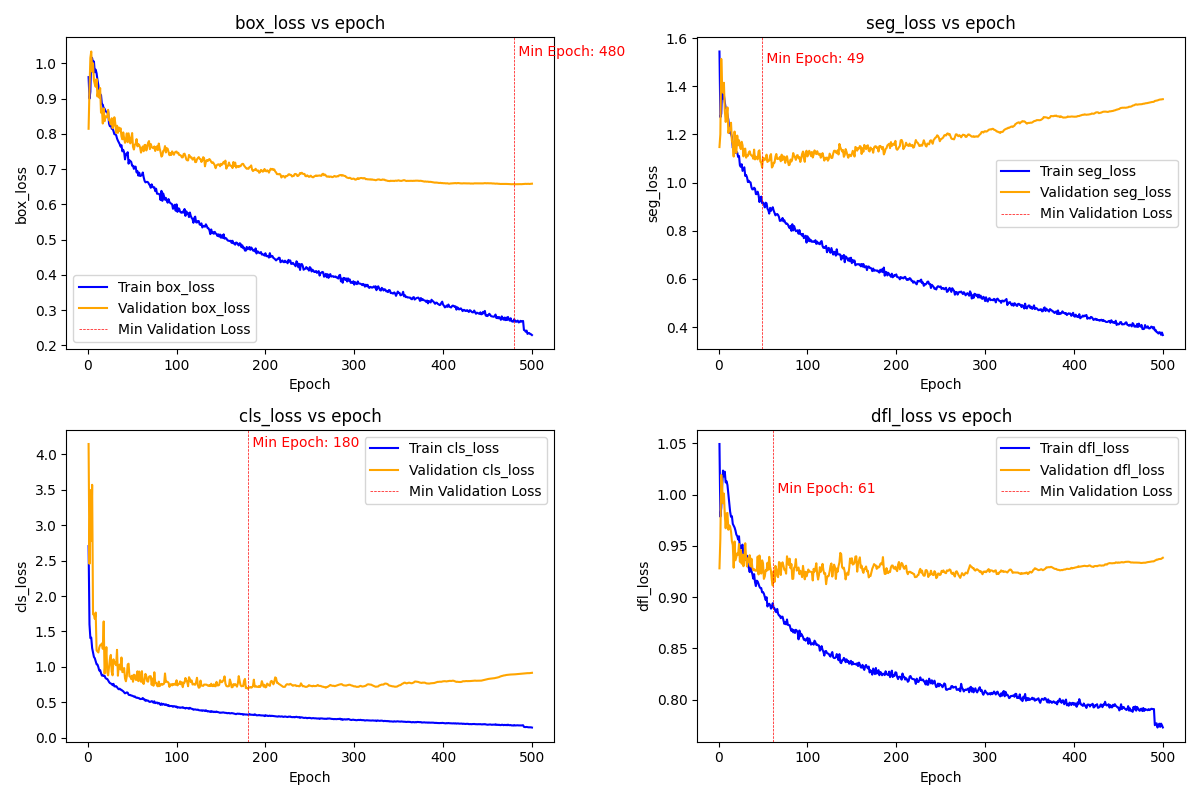 box_loss vs epoch
Min Epoch: 480
1.0
0.9
0.8
0.7
0.6
0.5
0.4
0.3
0.2
box_loss
Train box_loss
Validation box_loss
Min Validation Loss
0
100
200
300
400
500
Epoch
seg_loss vs epoch
Min Epoch: 49
1.6
1.4
1.2
1.0
0.8
0.6
0.4
seg_loss
Train seg_loss
Validation seg_loss
Min Validation Loss
0
100
200
300
400
500
Epoch
cls_loss vs epoch
Min Epoch: 180
4.0
3.5
3.0
2.5
2.0
1.5
1.0
0.5
0.0
cls_loss
Train cls_loss
Validation cls_loss
Min Validation Loss
0
100
200
300
400
500
Epoch
dfl_loss vs epoch
Min Epoch: 61
1.05
1.00
0.95
0.90
0.85
0.80
dfl_loss
Train dfl_loss
Validation dfl_loss
Min Validation Loss
0
100
200
300
400
500
Epoch